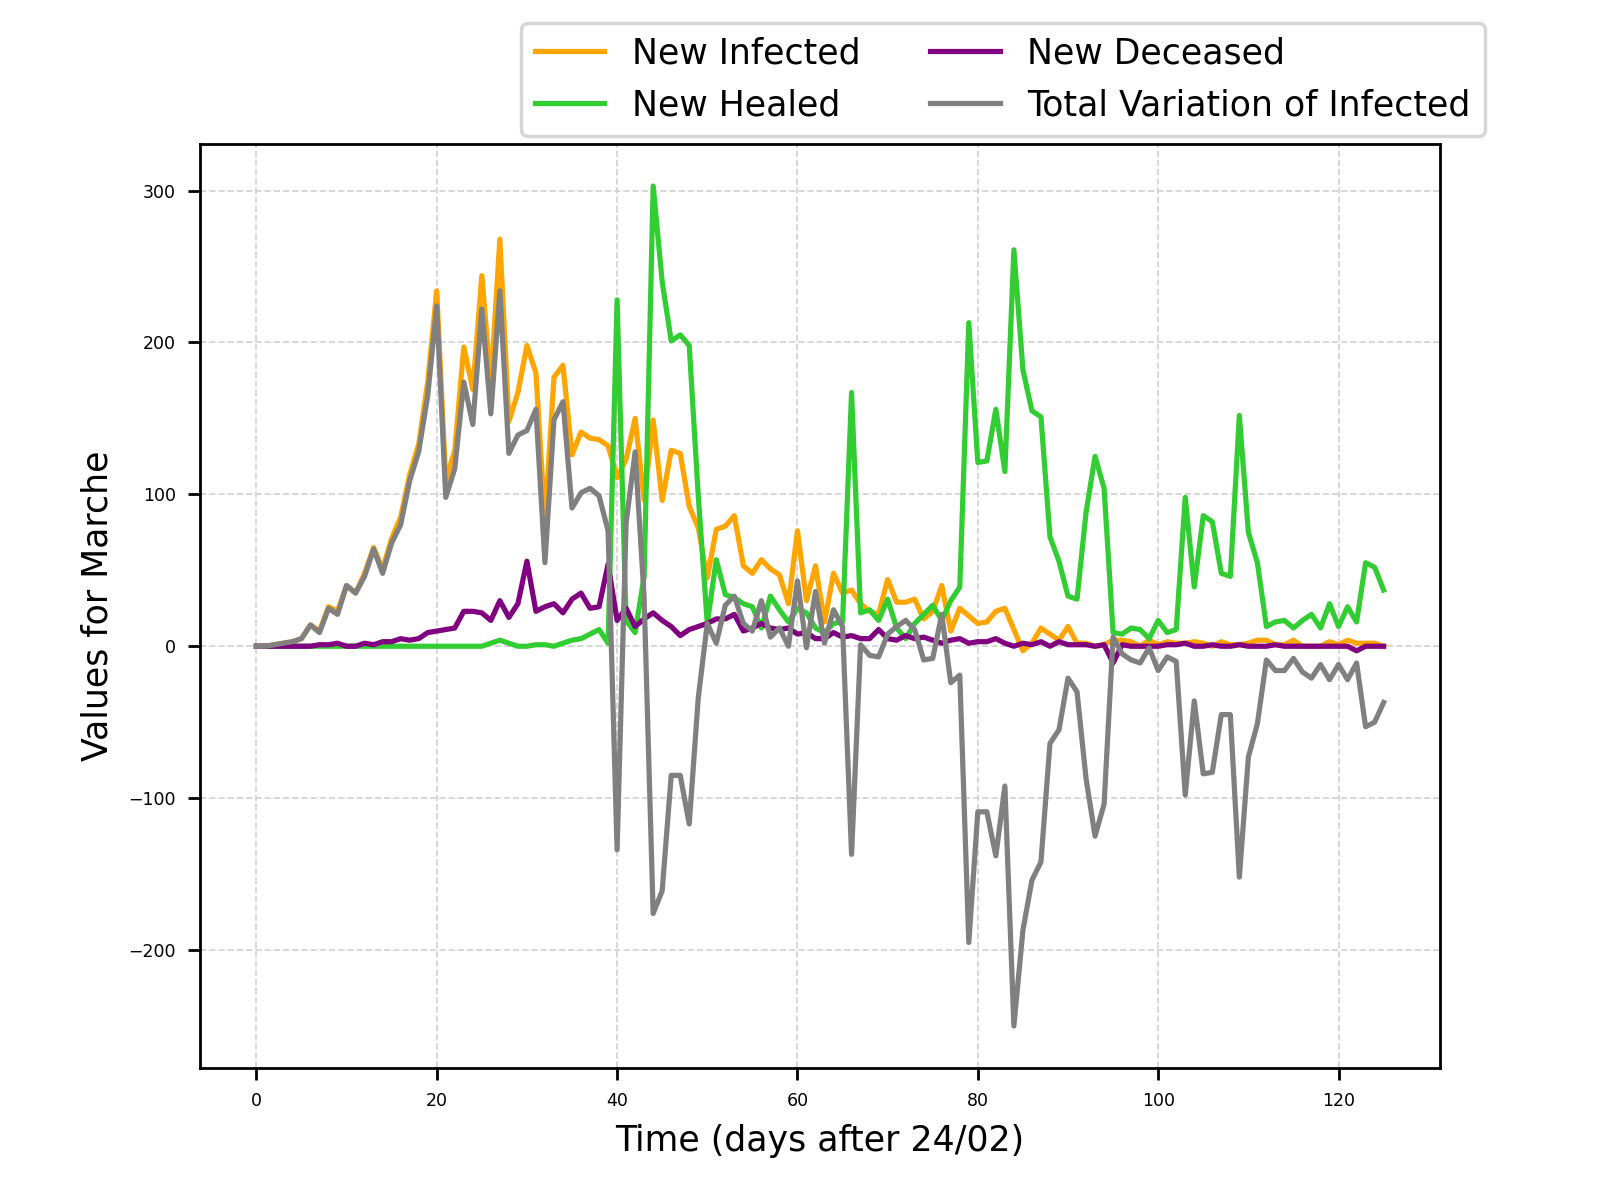 New Infected New Deceased
New Healed Total Variation of Infected
300
200
100
0
−100
−200
Values for Marche
0 20 40 60 80 100 120
Time (days after 24/02)